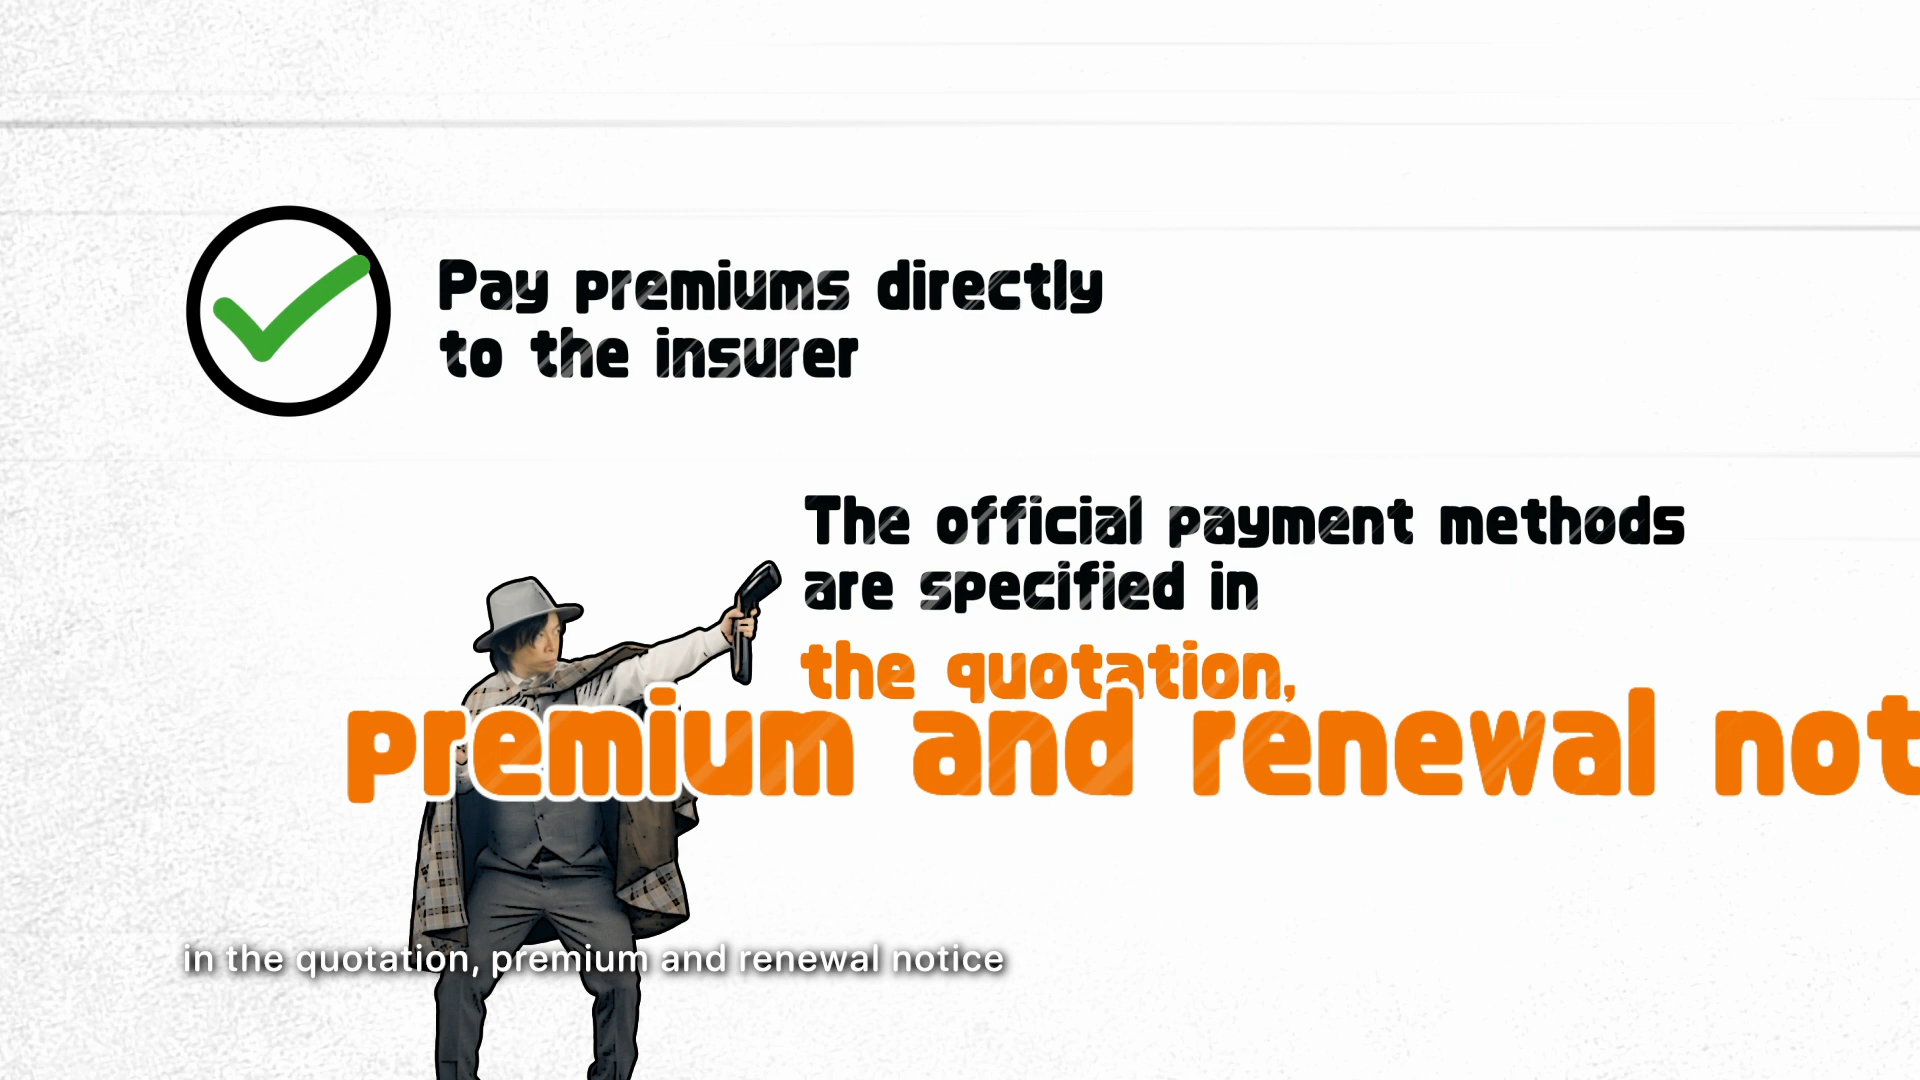 Pay premiums directly
to the insurer
The official payment methods
are specified in
the quotation,
premium and renewal not
in the quotation, premium and renewal notice